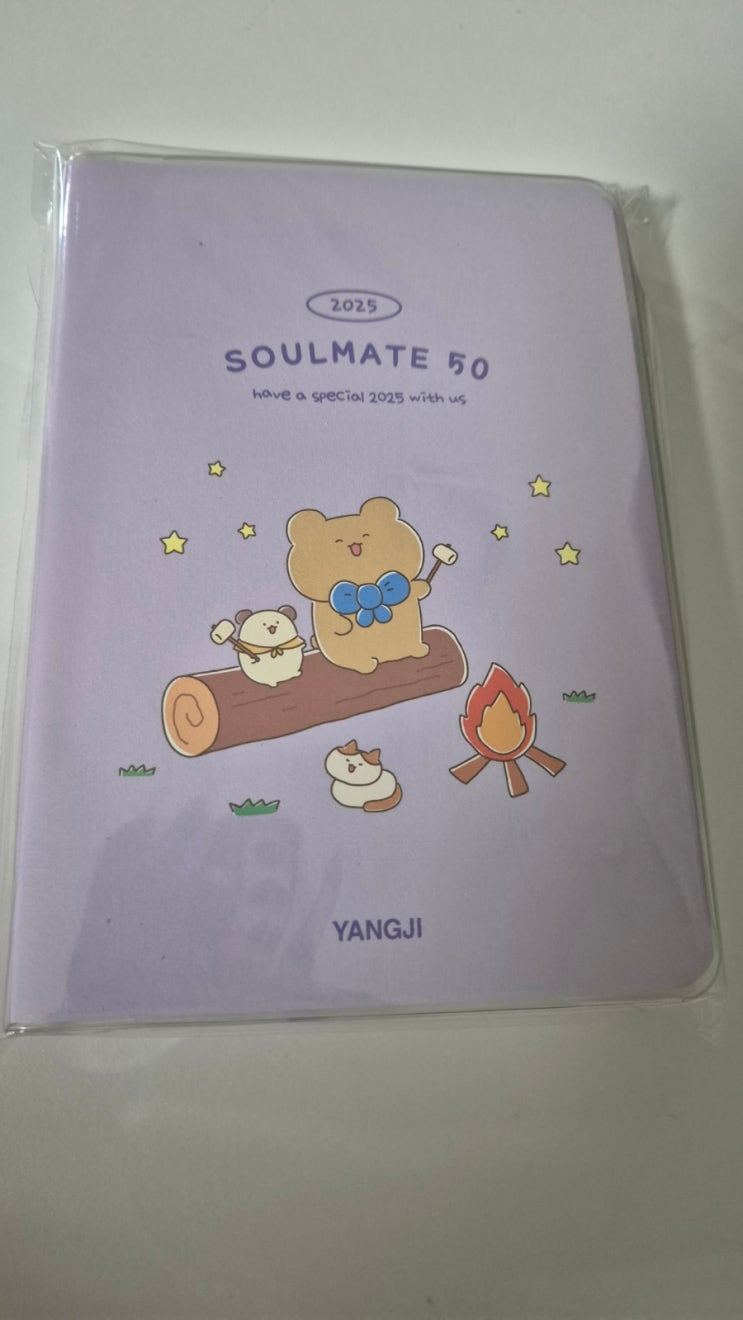 2025
SOULMATE 50
have a special 2025 with us
YANGJI